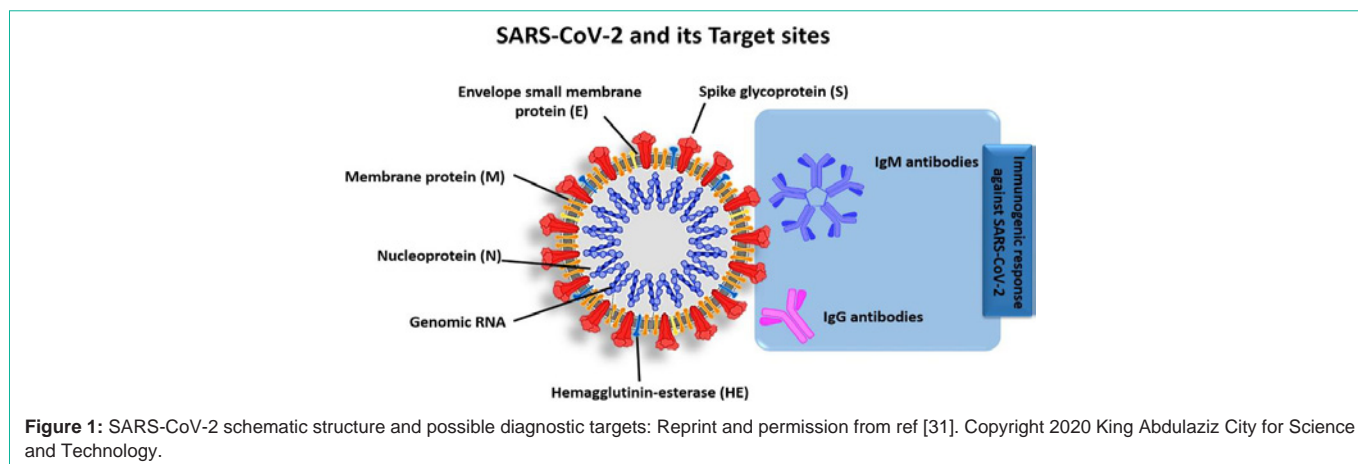 SARS-CoV-2 and its Target sites
Envelope small membrane
protein (E)
Spike glycoprotein (S)
Membrane protein (M)
Nucleoprotein (N)
Genomic RNA
Hemagglutinin-esterase (HE)
IgM antibodies
IgG antibodies
Immunogenic response
against SARS-CoV-2
Figure 1: SARS-CoV-2 schematic structure and possible diagnostic targets: Reprint and permission from ref [31]. Copyright 2020 King Abdulaziz City for Science
and Technology.